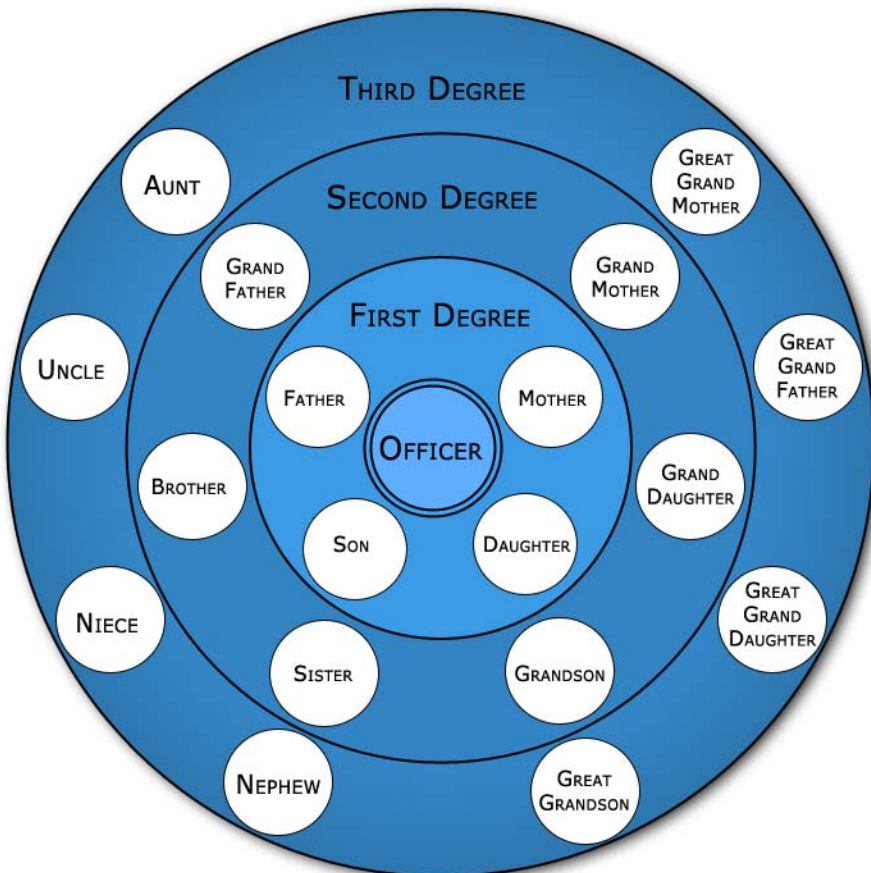 THIRD DEGREE
AUNT
GREAT
GRAND
MOTHER
SECOND DEGREE
GRAND
FATHER
GRAND
MOTHER
FIRST DEGREE
UNCLE
GREAT
GRAND
FATHER
FATHER
MOTHER
OFFICER
BROTHER
GRAND
DAUGHTER
SON
DAUGHTER
NIECE
GREAT
GRAND
DAUGHTER
SISTER
GRANDSON
NEPHEW
GREAT
GRANDSON